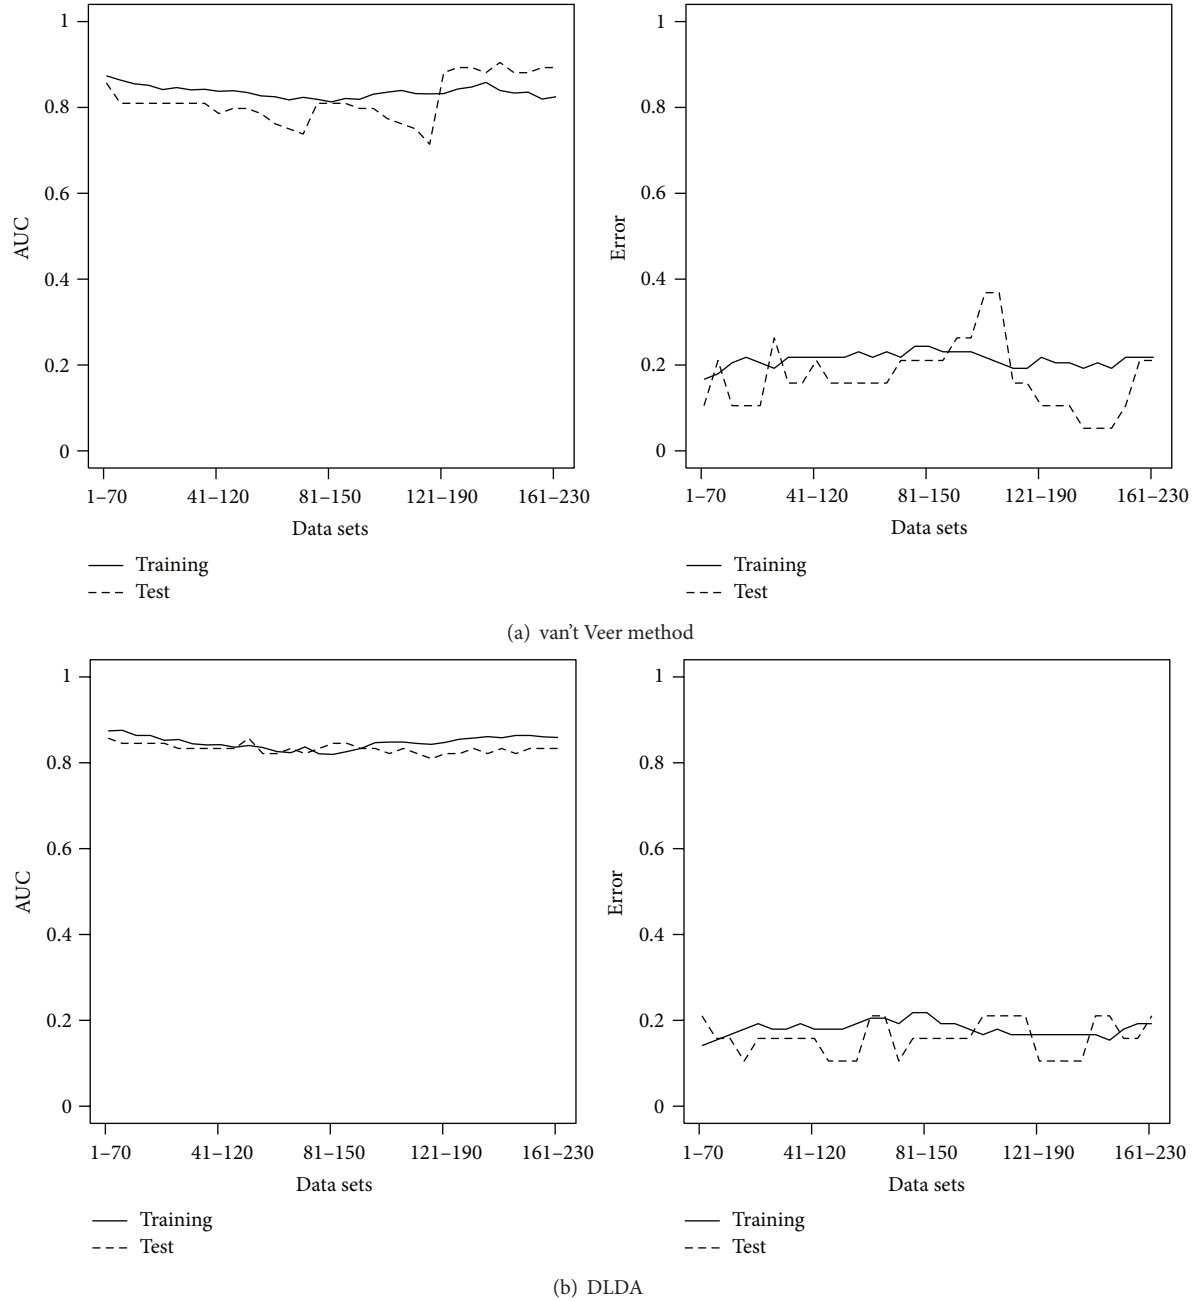 1
0.8
0.6
0.4
0.2
0
AUC
1–70
41–120
81–150
121–190
161–230
Data sets
Training
Test
1
0.8
0.6
0.4
0.2
0
Error
1–70
41–120
81–150
121–190
161–230
Data sets
Training
Test
(a) van't Veer method
1
0.8
0.6
0.4
0.2
0
AUC
1–70
41–120
81–150
121–190
161–230
Data sets
Training
Test
1
0.8
0.6
0.4
0.2
0
Error
1–70
41–120
81–150
121–190
161–230
Data sets
Training
Test
(b) DLDA